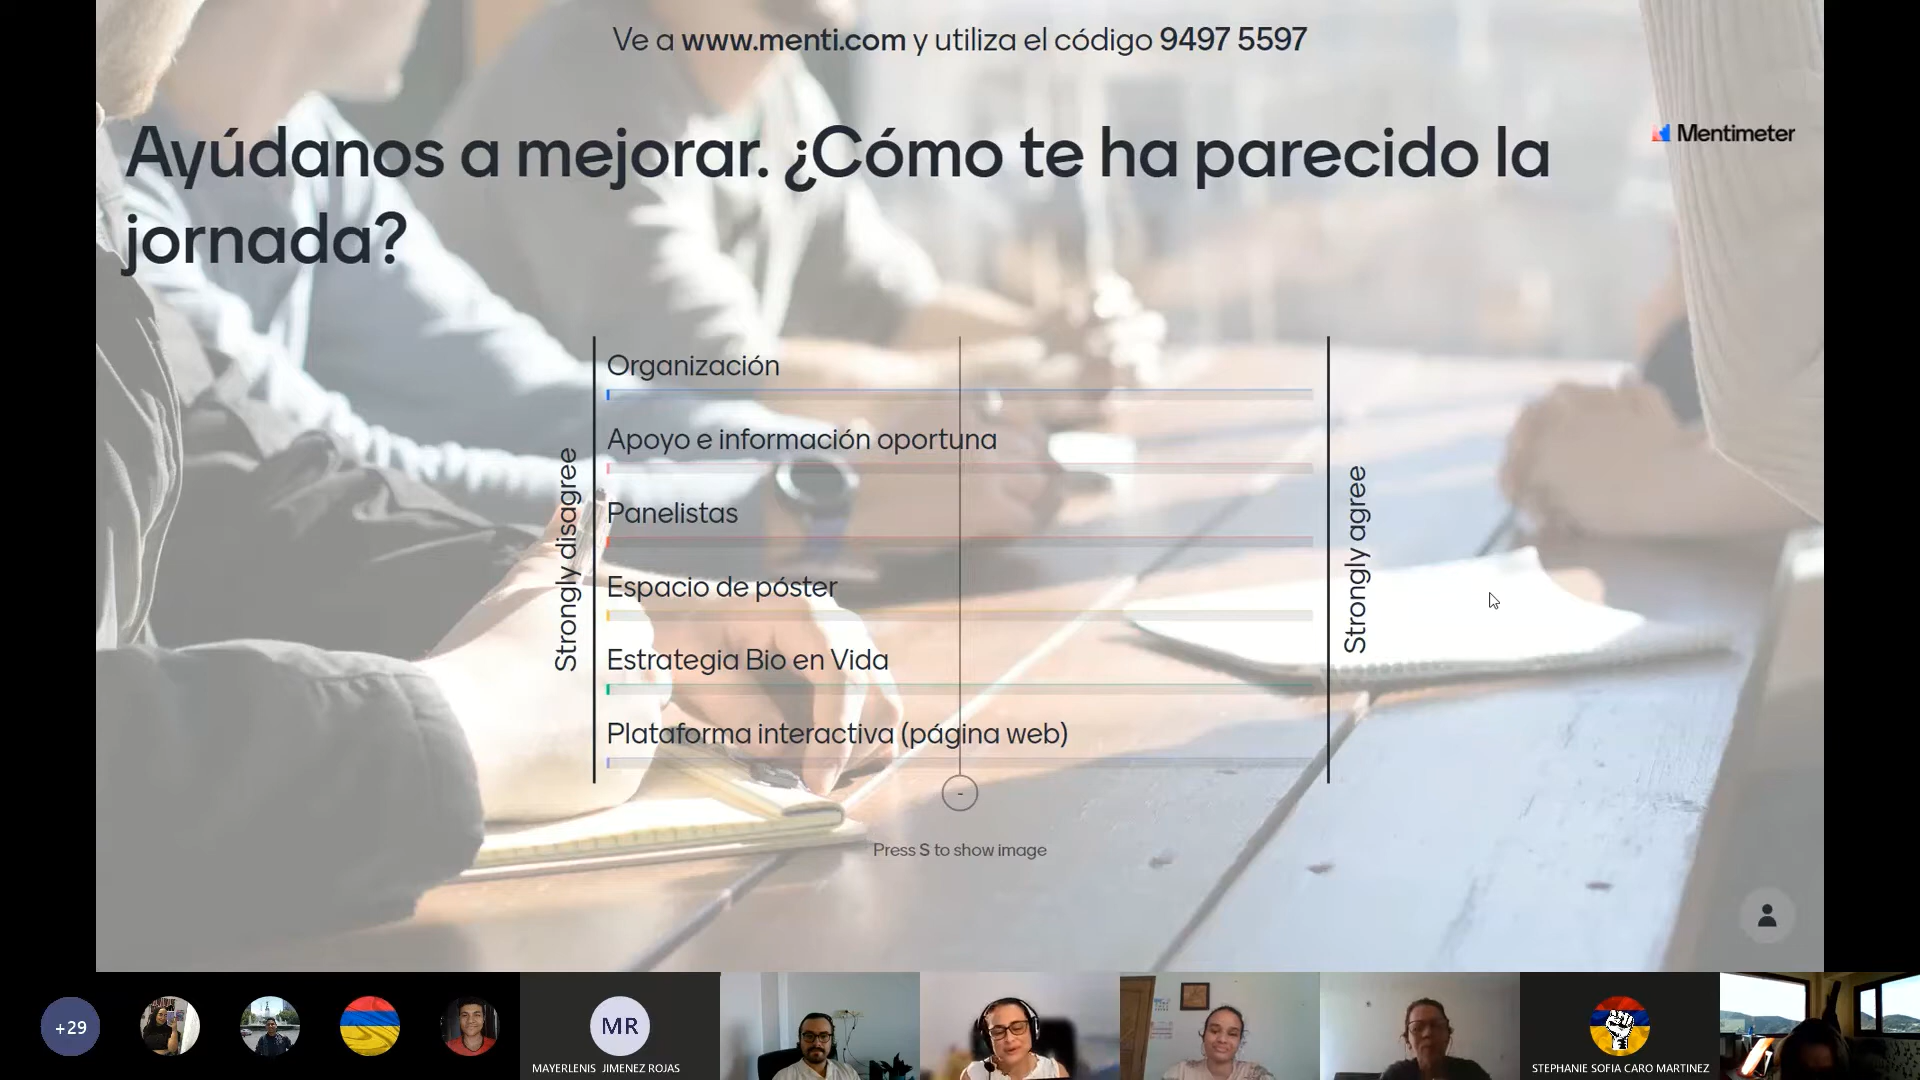 Ve a www.menti.com y utiliza el código 9497 5597
Mentimeter
Ayúdanos a mejorar. ¿Cómo te ha parecido la
jornada?
Strongly disagree
Organización
Apoyo e información oportuna
Panelistas
Espacio de póster
Estrategia Bio en Vida
Plataforma interactiva (página web)
Strongly agree
-
Press S to show image
+29
MR
MAYERLENIS JIMENEZ ROJAS
STEPHANIE SOFIA CARO MARTINEZ